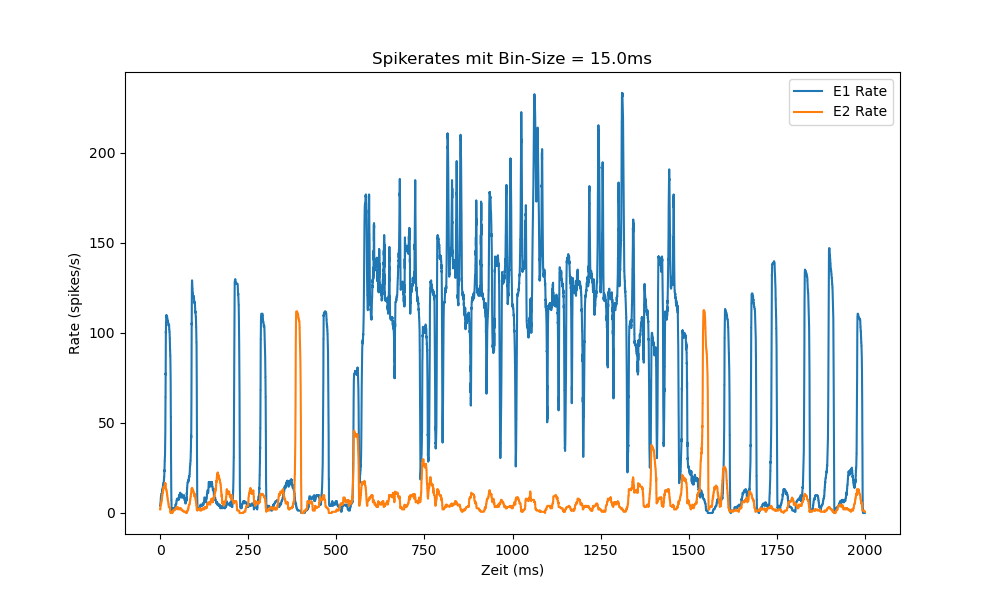 Spikerates mit Bin-Size = 15.0ms
E1 Rate
E2 Rate
Rate (spikes/s)
200
150
100
50
0
0 250 500 750 1000 1250 1500 1750 2000
Zeit (ms)